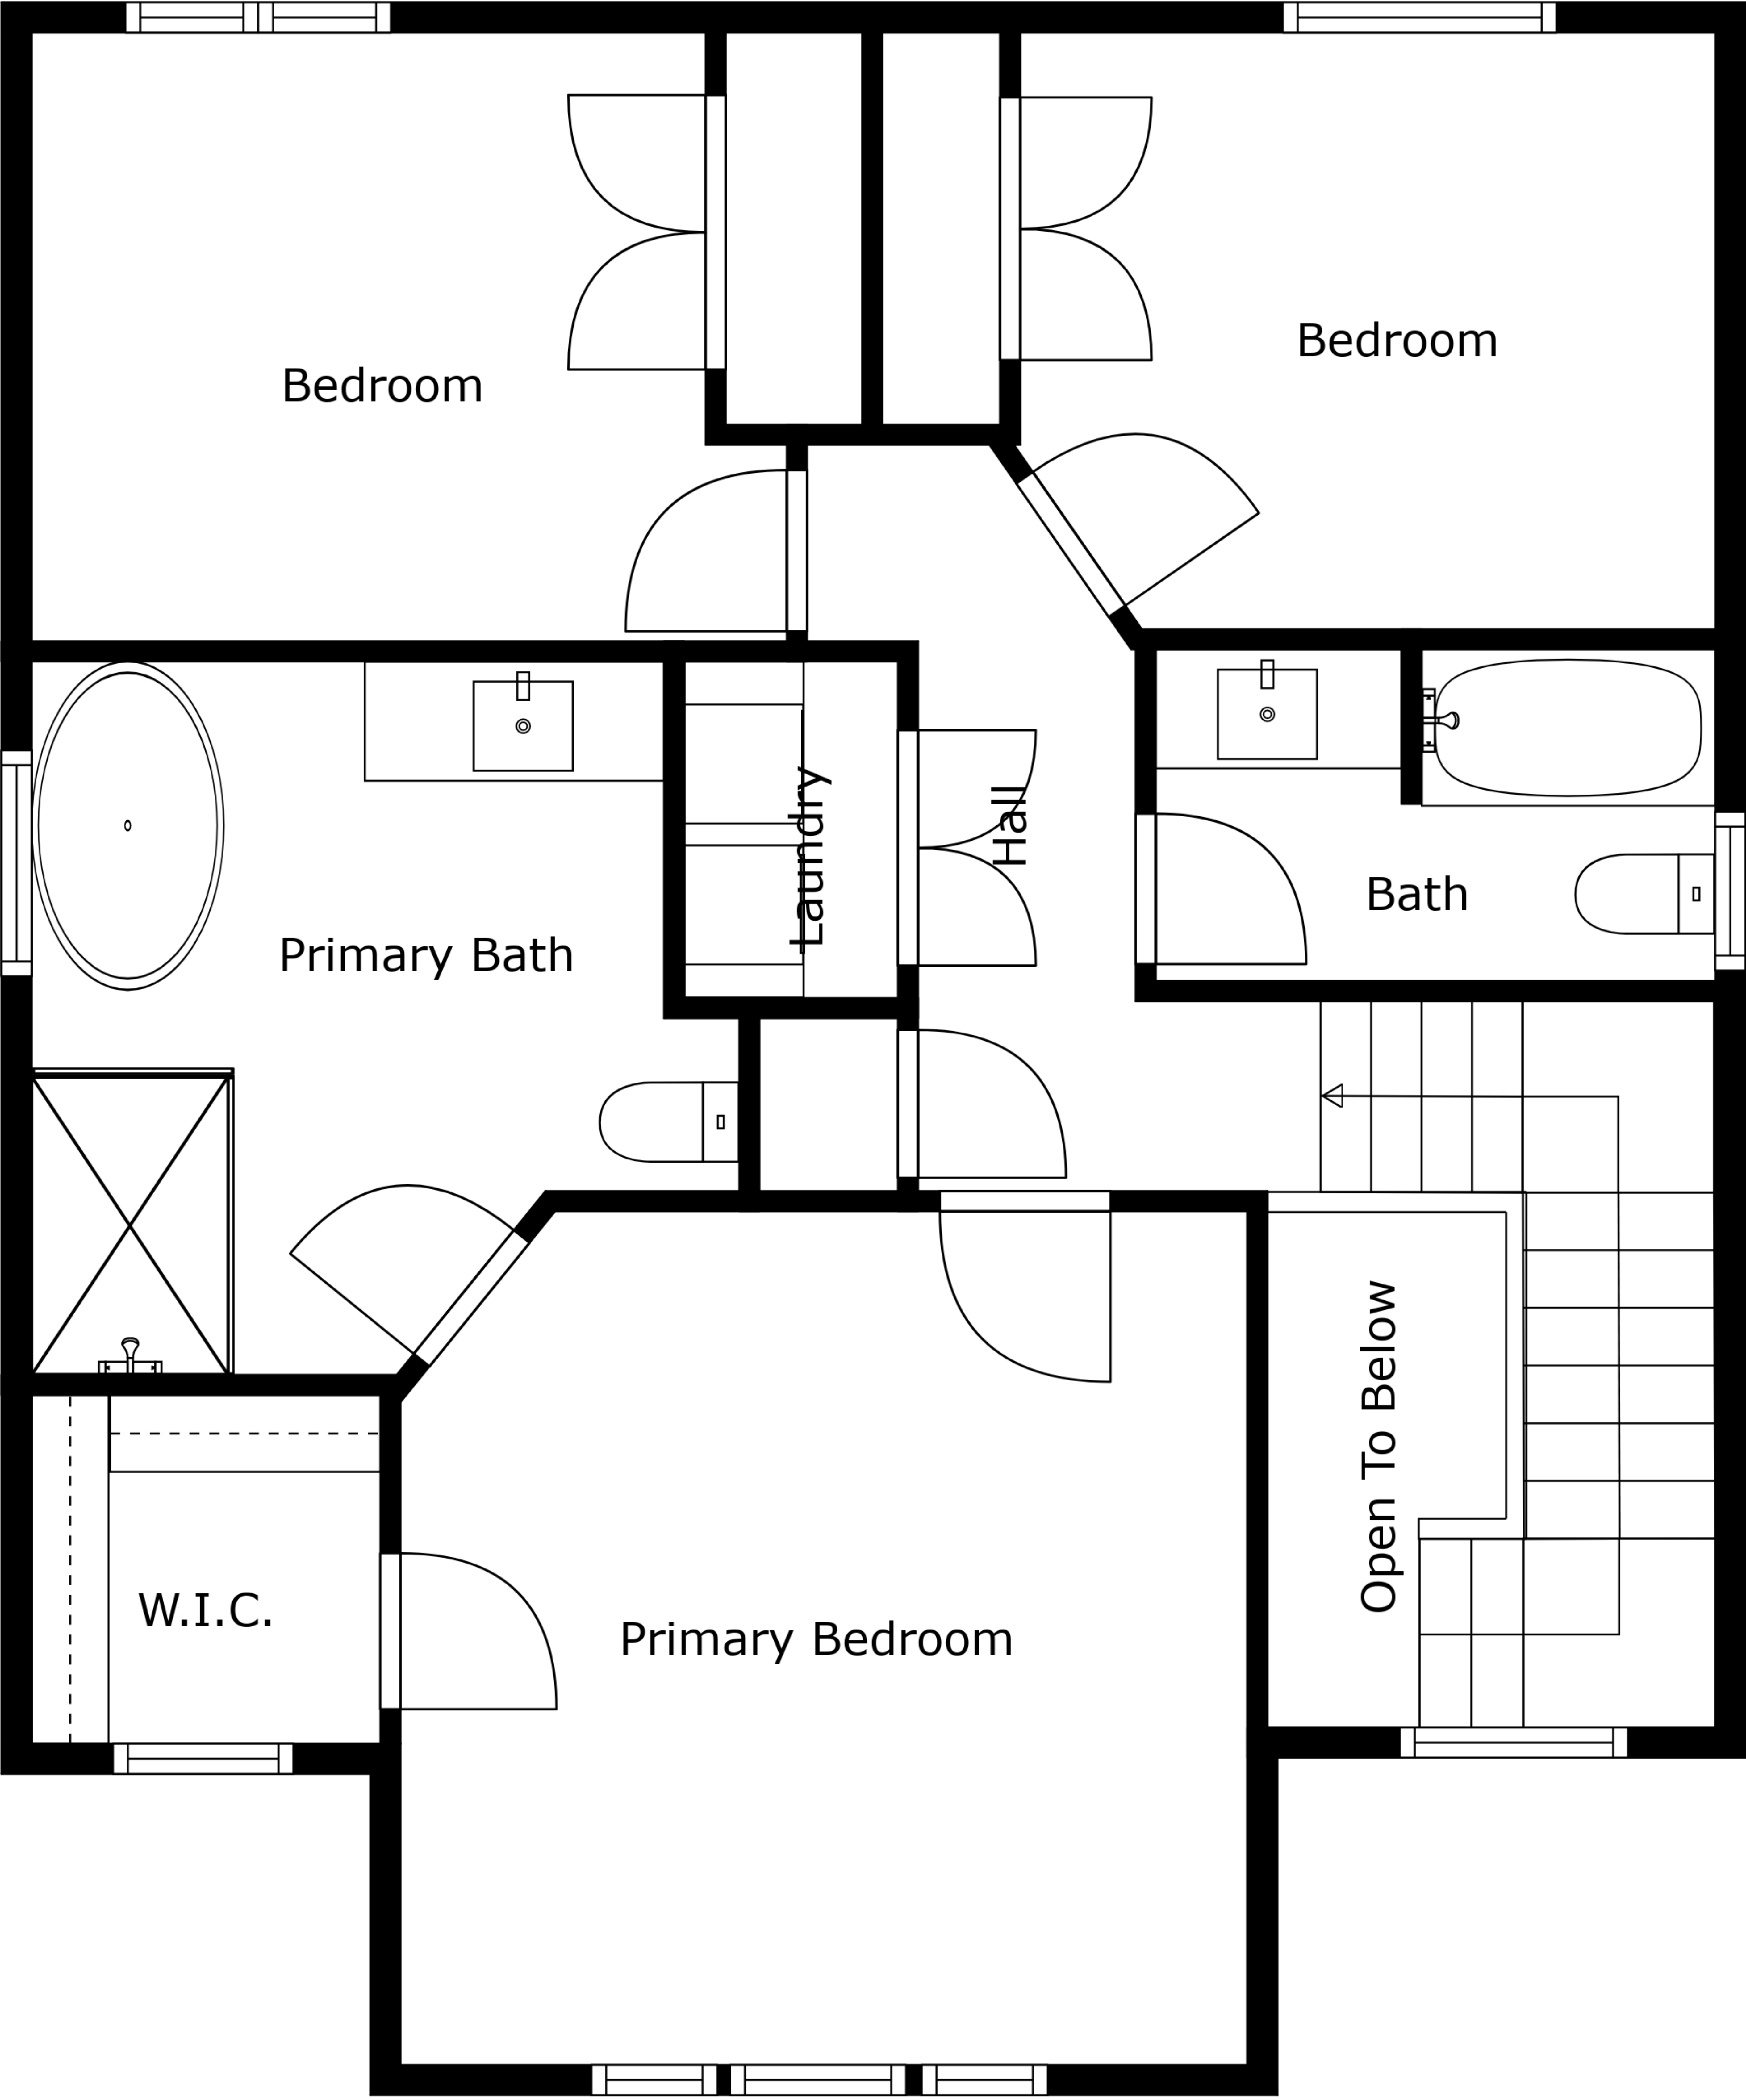 Bedroom
Bedroom
Laundry
Hall
Bath
Primary Bath
Open To Below
W.I.C.
Primary Bedroom